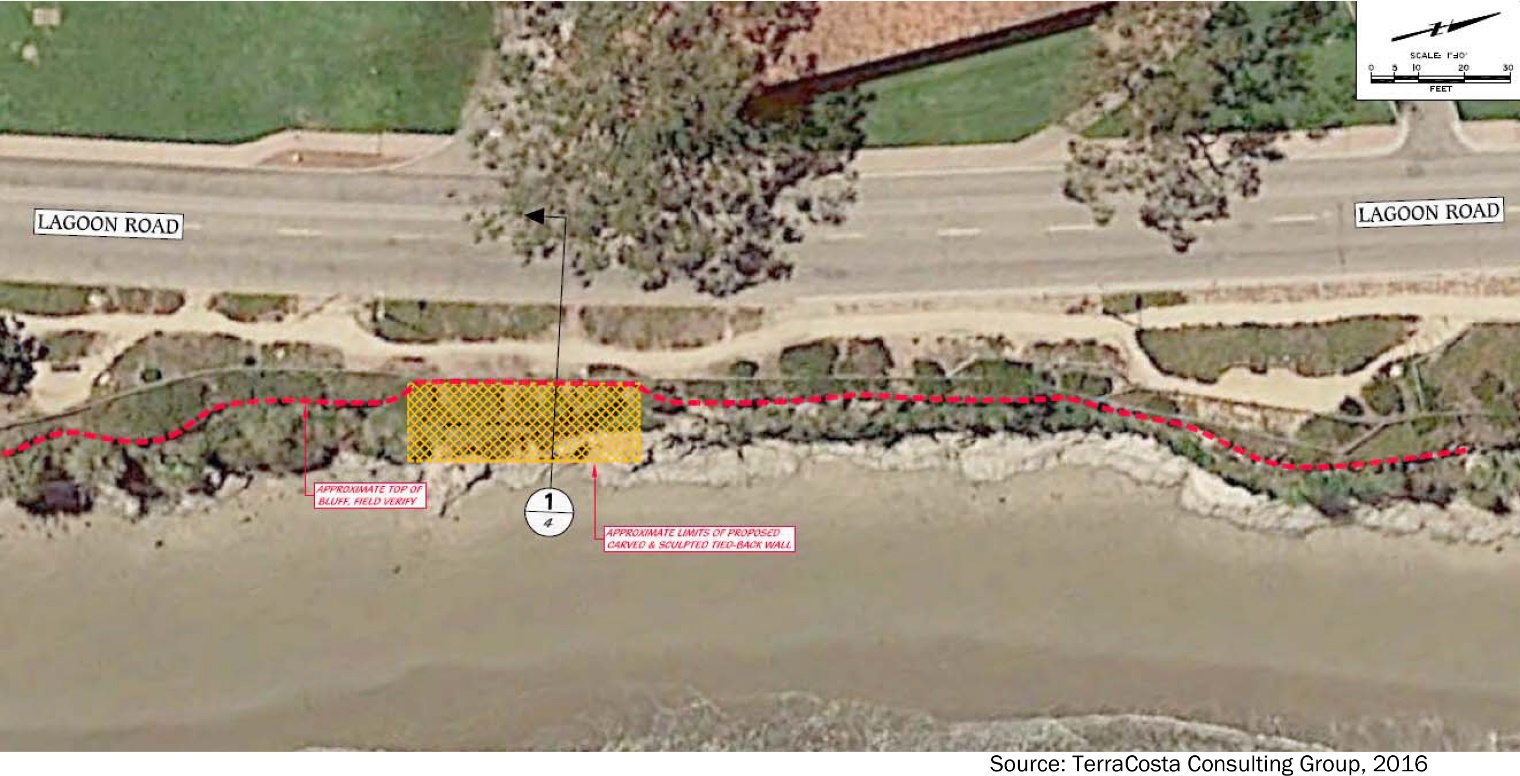 SCALE: 1"=10'
0 5 10 20 30
FEET
LAGOON ROAD
LAGOON ROAD
APPROXIMATE TOP OF
BLUFF, FIELD VERIFY
1
4
APPROXIMATE LIMITS OF PROPOSED
CARVED & SCULPTED TIED-BACK WALL
Source: TerraCosta Consulting Group, 2016